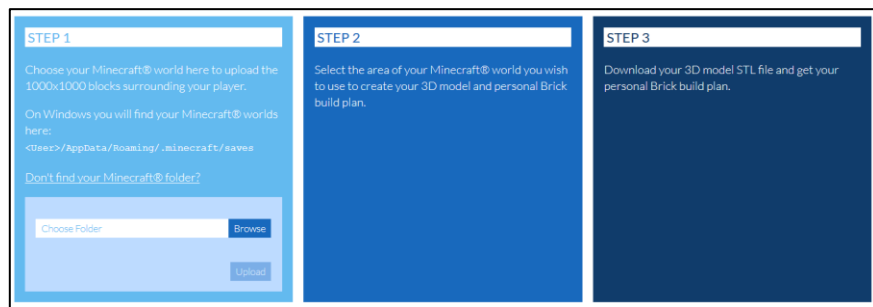 STEP 1
Choose your Minecraft® world here to upload the
1000x1000 blocks surrounding your player.
On Windows you will find your Minecraft® worlds
here:
<User>/AppData/Roaming/.minecraft/saves
Don't find your Minecraft® folder?
Choose Folder
Browse
Upload
STEP 2
Select the area of your Minecraft® world you wish
to use to create your 3D model and personal Brick
build plan.
STEP 3
Download your 3D model STL file and get your
personal Brick build plan.